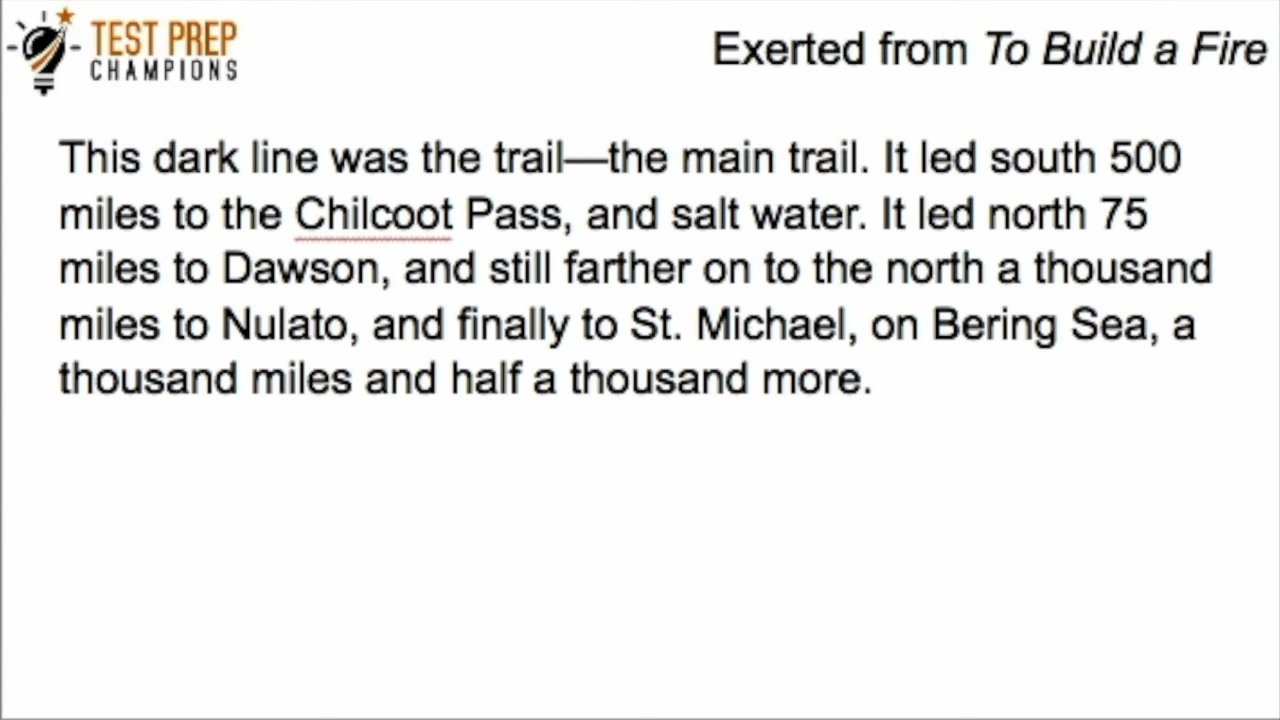 TEST PREP
CHAMPIONS
Exerted from To Build a Fire
This dark line was the trail—the main trail. It led south 500
miles to the Chilcoot Pass, and salt water. It led north 75
miles to Dawson, and still farther on to the north a thousand
miles to Nulato, and finally to St. Michael, on Bering Sea, a
thousand miles and half a thousand more.